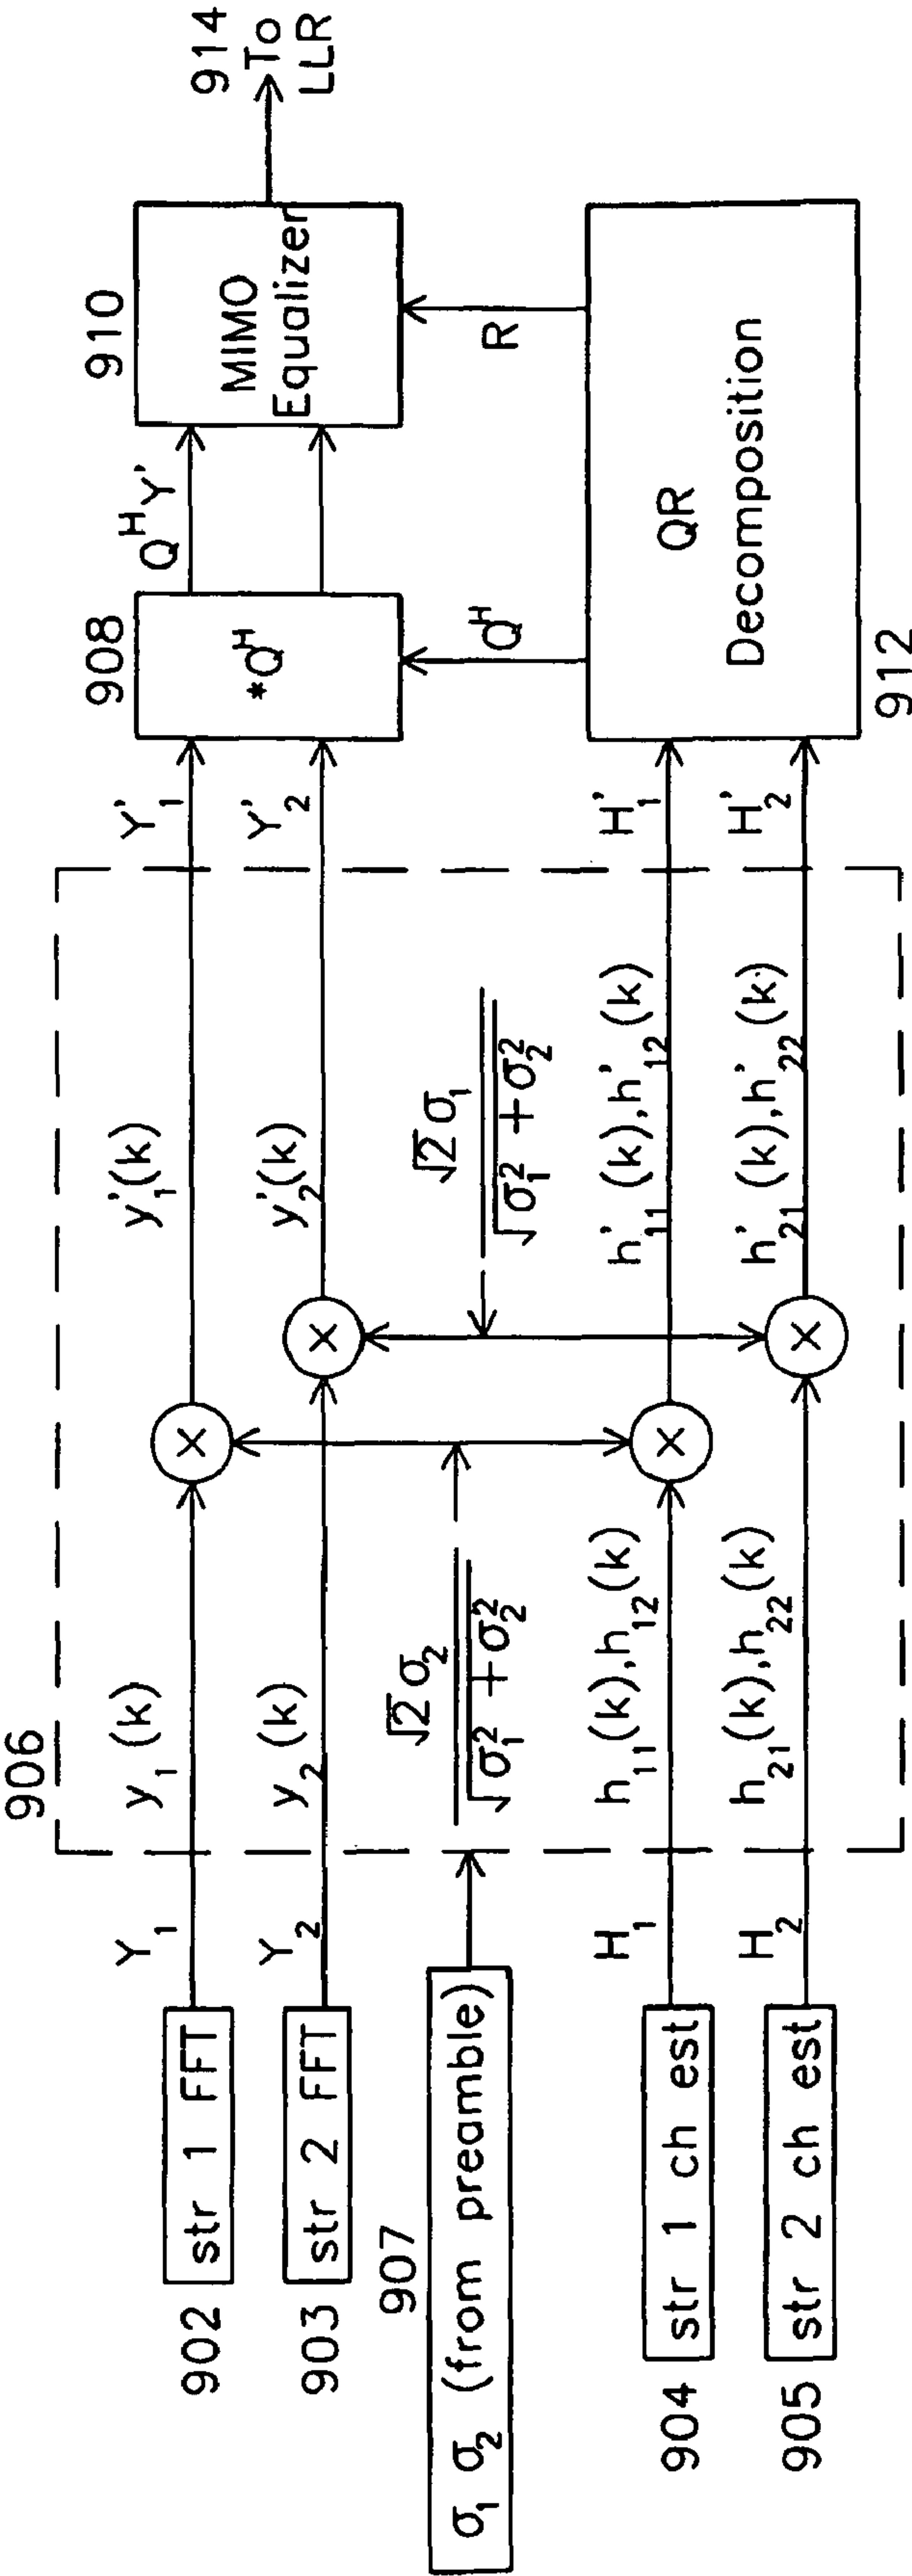 906
902
str 1 FFT
Y₁
y₁(k)
y'₁(k)
Y'₁
908
*Qᴴ
QᴴY'
910
MIMO
Equalizer
914
To
LLR
903
str 2 FFT
Y₂
y₂(k)
y'₂(k)
Y'₂
907
σ₁ σ₂ (from preamble)
√2 σ₂
√σ₁² + σ₂²
√2 σ₁
√σ₁² + σ₂²
Qᴴ
R
904
str 1 ch est
H₁
h₁₁(k),h₁₂(k)
h'₁₁(k),h'₁₂(k)
H'₁
905
str 2 ch est
H₂
h₂₁(k),h₂₂(k)
h'₂₁(k),h'₂₂(k)
H'₂
QR
Decomposition
912